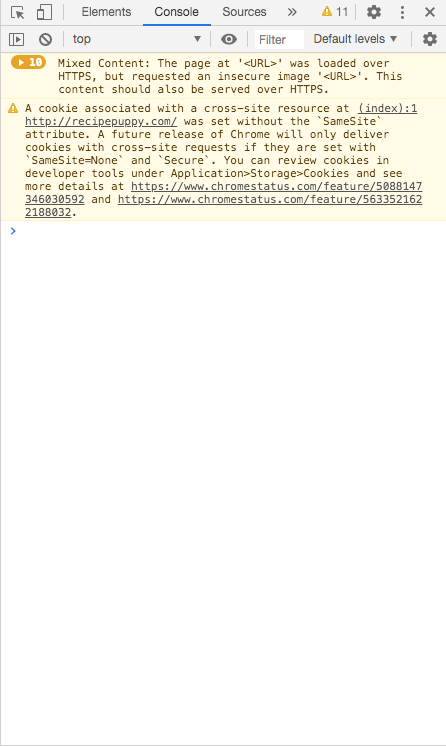 Elements Console Sources » 11
top Filter Default levels
10 Mixed Content: The page at '<URL>' was loaded over
HTTPS, but requested an insecure image '<URL>'. This
content should also be served over HTTPS.
A cookie associated with a cross-site resource at (index):1
http://recipepuppy.com/ was set without the `SameSite`
attribute. A future release of Chrome will only deliver
cookies with cross-site requests if they are set with
`SameSite=None` and `Secure`. You can review cookies in
developer tools under Application>Storage>Cookies and see
more details at https://www.chromestatus.com/feature/5088147
346030592 and https://www.chromestatus.com/feature/563352162
2188032.